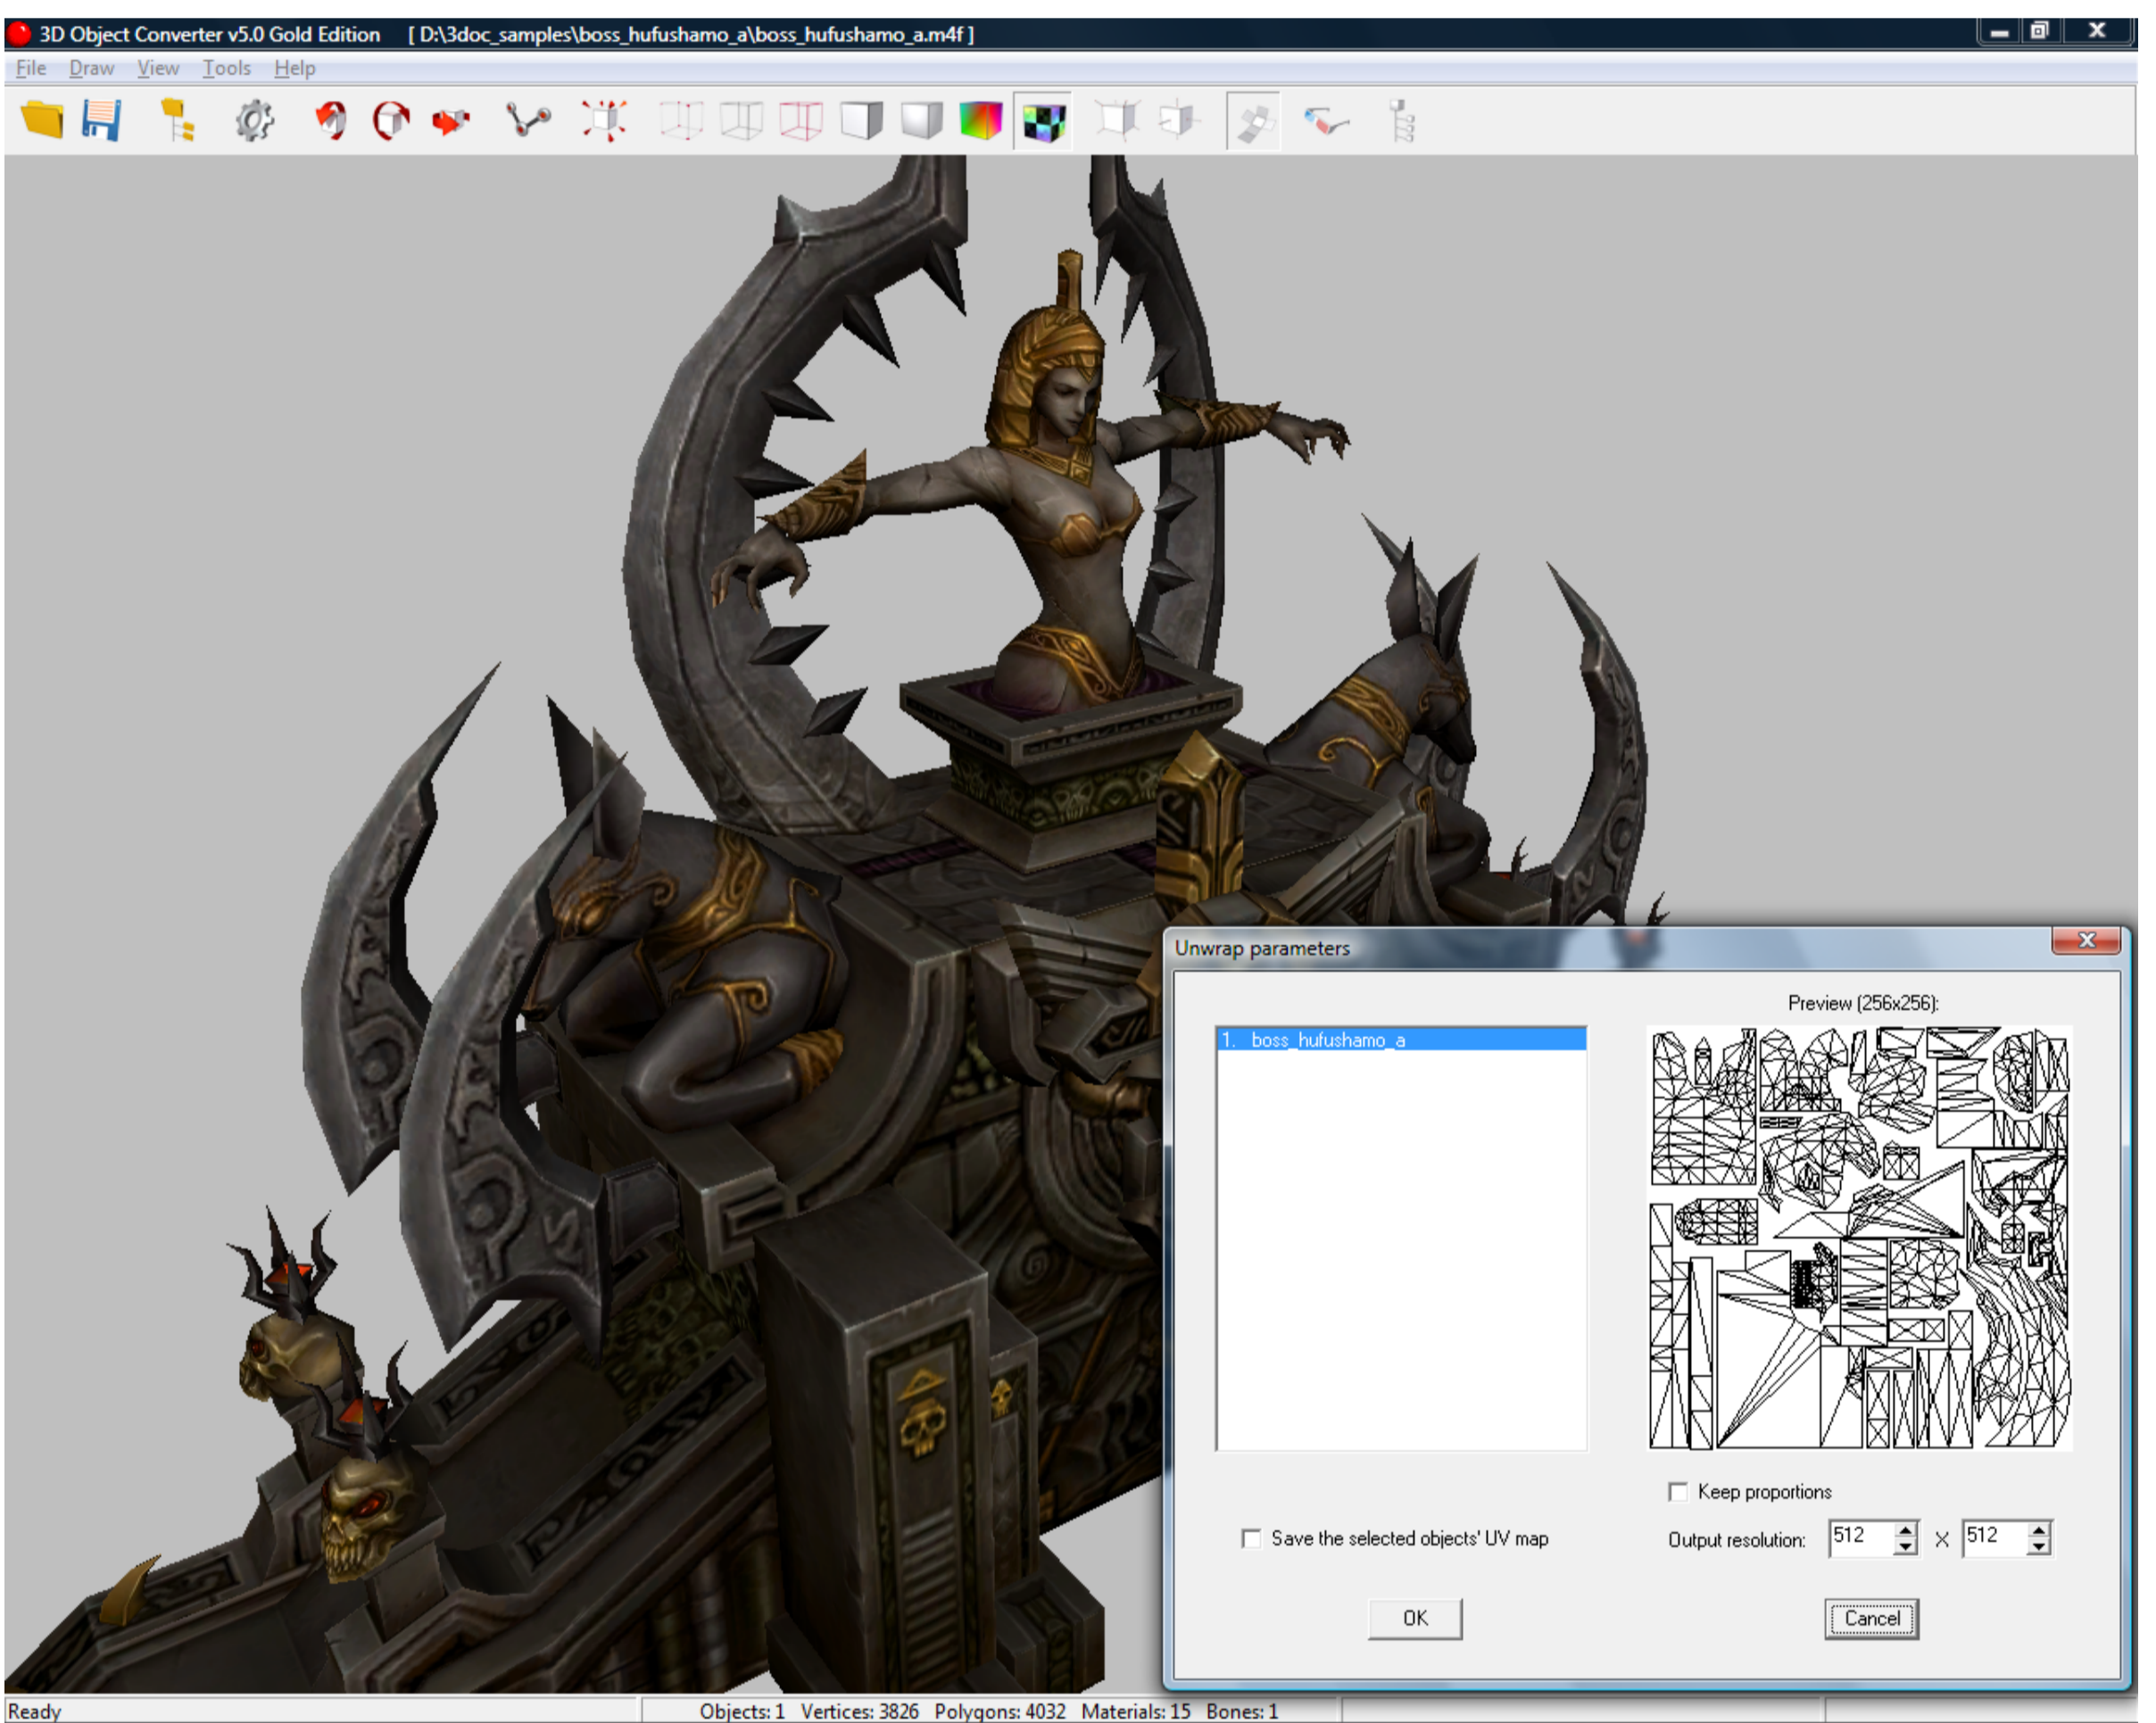 3D Object Converter v5.0 Gold Edition [ D:\3doc_samples\boss_hufushamo_a\boss_hufushamo_a.m4f ]
File Draw View Tools Help
Unwrap parameters
Preview (256x256):
1. boss_hufushamo_a
Keep proportions
Save the selected objects' UV map
Output resolution: 512 X 512
OK Cancel
Ready Objects: 1 Vertices: 3826 Polygons: 4032 Materials: 15 Bones: 1